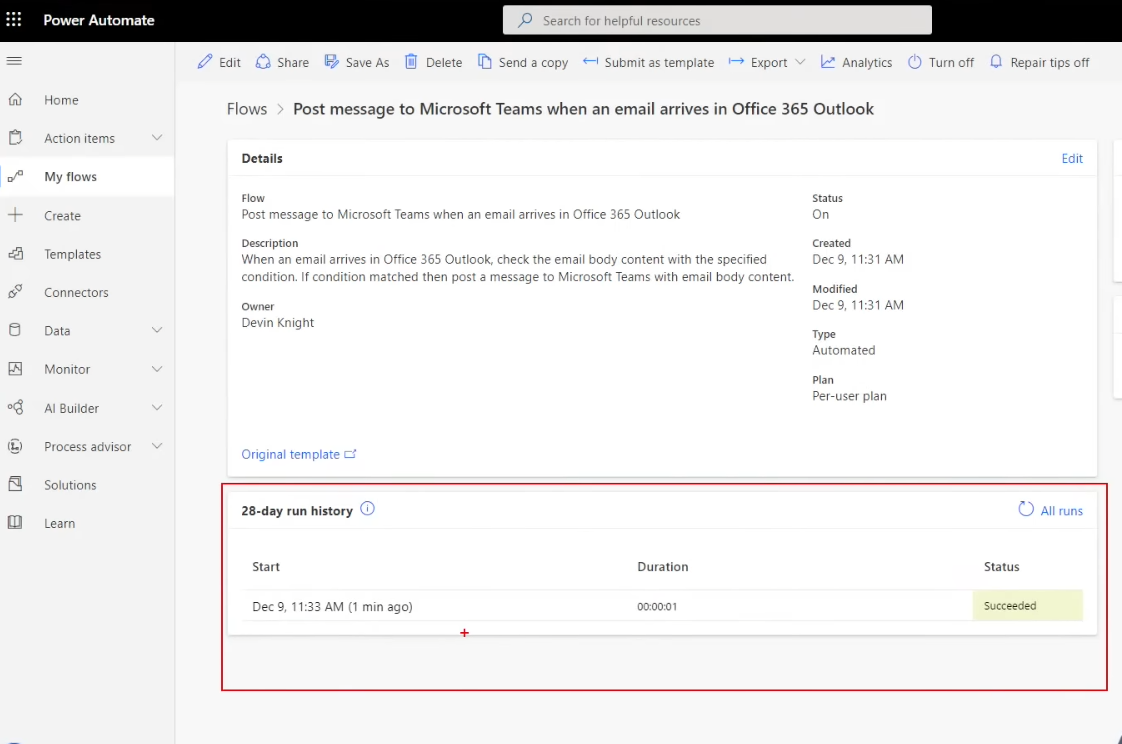 Power Automate
Search for helpful resources
Edit Share Save As Delete Send a copy Submit as template Export Analytics Turn off Repair tips off
Home
Action items
My flows
Create
Templates
Connectors
Data
Monitor
AI Builder
Process advisor
Solutions
Learn
Flows > Post message to Microsoft Teams when an email arrives in Office 365 Outlook
Details
Edit
Flow
Post message to Microsoft Teams when an email arrives in Office 365 Outlook
Description
When an email arrives in Office 365 Outlook, check the email body content with the specified
condition. If condition matched then post a message to Microsoft Teams with email body content.
Owner
Devin Knight
Status
On
Created
Dec 9, 11:31 AM
Modified
Dec 9, 11:31 AM
Type
Automated
Plan
Per-user plan
Original template
28-day run history
All runs
Start Duration Status
Dec 9, 11:33 AM (1 min ago) 00:00:01 Succeeded